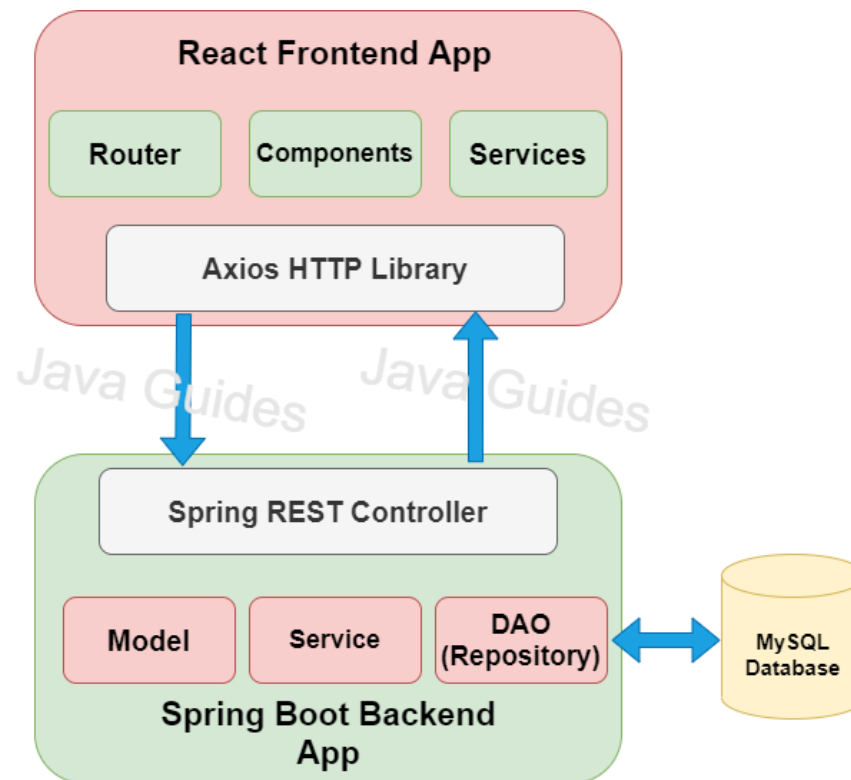 React Frontend App
Router
Components
Services
Axios HTTP Library
Java Guides
Java Guides
Spring REST Controller
Model
Service
DAO
(Repository)
MySQL
Database
Spring Boot Backend
App